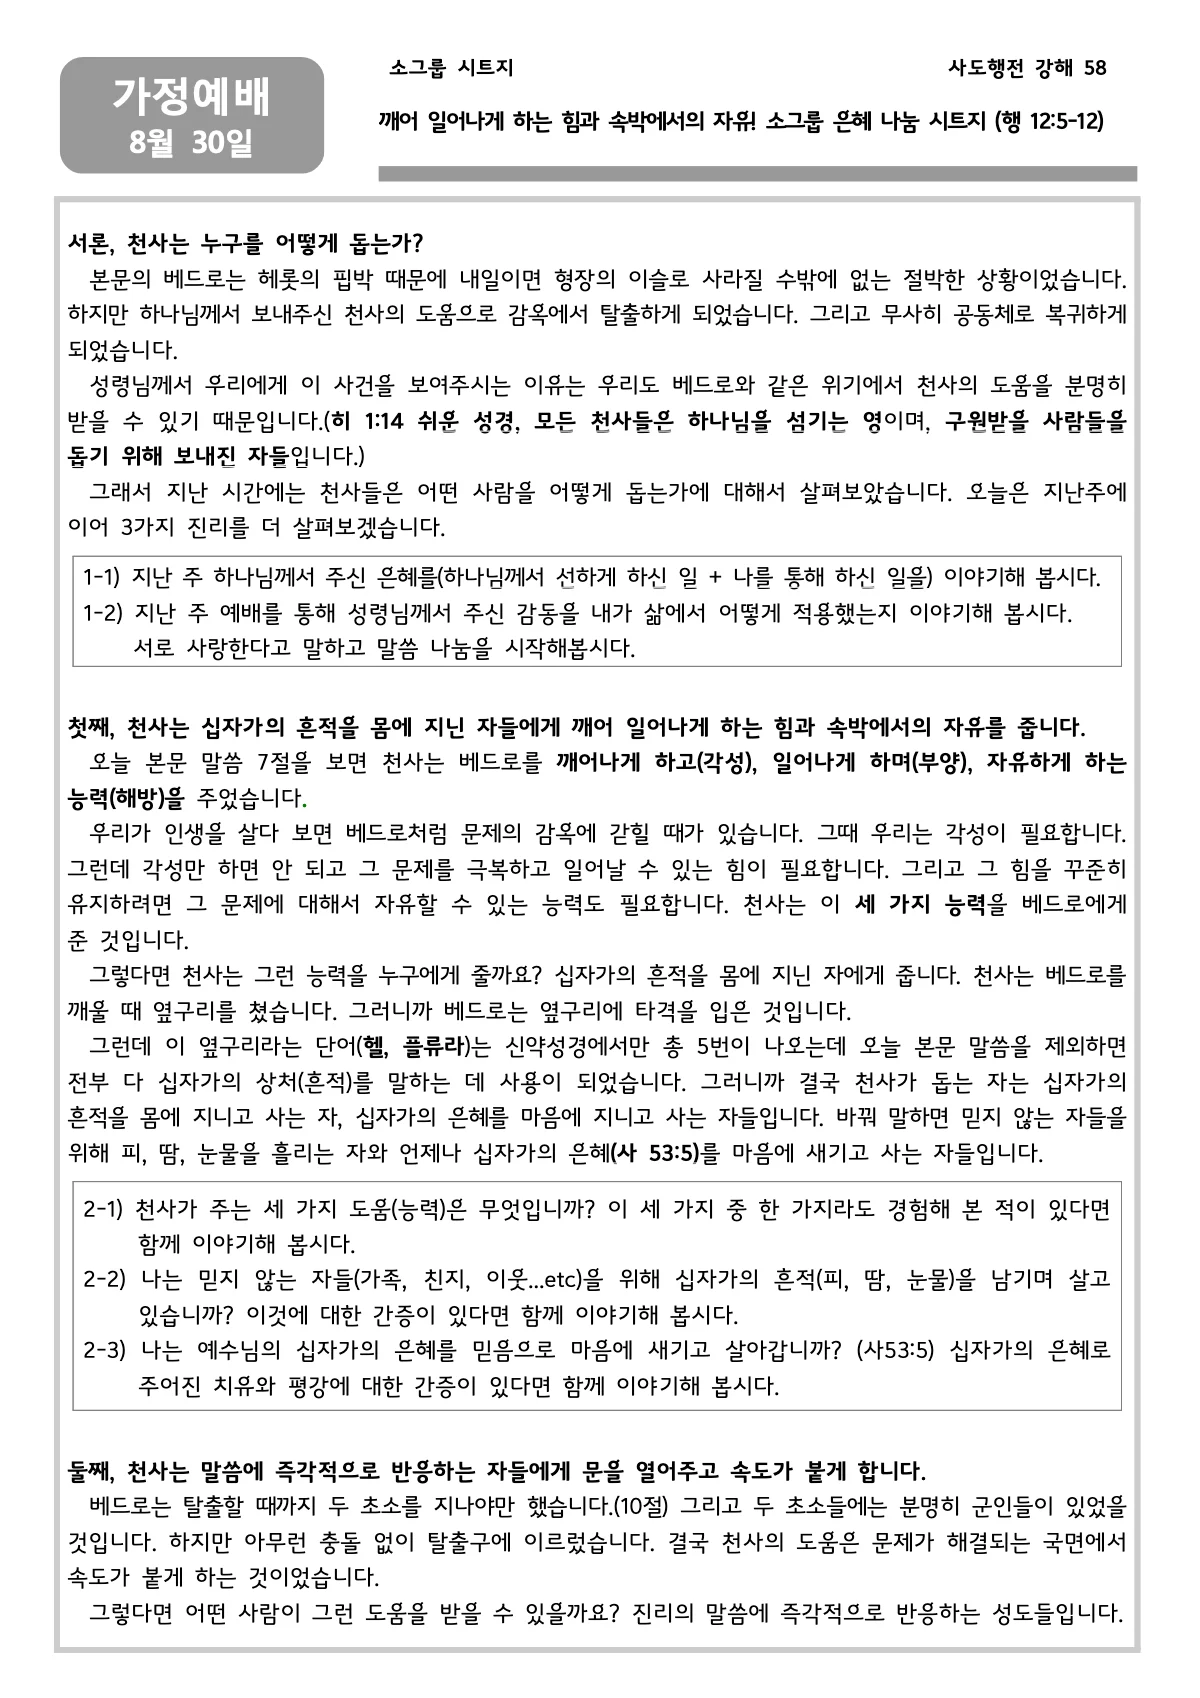 가정예배
8월 30일
소그룹 시트지 사도행전 강해 58
깨어 일어나게 하는 힘과 속박에서의 자유! 소그룹 은혜 나눔 시트지 (행 12:5-12)
서론, 천사는 누구를 어떻게 돕는가?
본문의 베드로는 헤롯의 핍박 때문에 내일이면 형장의 이슬로 사라질 수밖에 없는 절박한 상황이었습니다.
하지만 하나님께서 보내주신 천사의 도움으로 감옥에서 탈출하게 되었습니다. 그리고 무사히 공동체로 복귀하게
되었습니다.
성령님께서 우리에게 이 사건을 보여주시는 이유는 우리도 베드로와 같은 위기에서 천사의 도움을 분명히
받을 수 있기 때문입니다.(히 1:14 쉬운 성경, 모든 천사들은 하나님을 섬기는 영이며, 구원받을 사람들을
돕기 위해 보내진 자들입니다.)
그래서 지난 시간에는 천사들은 어떤 사람을 어떻게 돕는가에 대해서 살펴보았습니다. 오늘은 지난주에
이어 3가지 진리를 더 살펴보겠습니다.
1-1) 지난 주 하나님께서 주신 은혜를(하나님께서 선하게 하신 일 + 나를 통해 하신 일을) 이야기해 봅시다.
1-2) 지난 주 예배를 통해 성령님께서 주신 감동을 내가 삶에서 어떻게 적용했는지 이야기해 봅시다.
서로 사랑한다고 말하고 말씀 나눔을 시작해봅시다.
첫째, 천사는 십자가의 흔적을 몸에 지닌 자들에게 깨어 일어나게 하는 힘과 속박에서의 자유를 줍니다.
오늘 본문 말씀 7절을 보면 천사는 베드로를 깨어나게 하고(각성), 일어나게 하며(부양), 자유하게 하는
능력(해방)을 주었습니다.
우리가 인생을 살다 보면 베드로처럼 문제의 감옥에 갇힐 때가 있습니다. 그때 우리는 각성이 필요합니다.
그런데 각성만 하면 안 되고 그 문제를 극복하고 일어날 수 있는 힘이 필요합니다. 그리고 그 힘을 꾸준히
유지하려면 그 문제에 대해서 자유할 수 있는 능력도 필요합니다. 천사는 이 세 가지 능력을 베드로에게
준 것입니다.
그렇다면 천사는 그런 능력을 누구에게 줄까요? 십자가의 흔적을 몸에 지닌 자에게 줍니다. 천사는 베드로를
깨울 때 옆구리를 쳤습니다. 그러니까 베드로는 옆구리에 타격을 입은 것입니다.
그런데 이 옆구리라는 단어(헬, 플류라)는 신약성경에서만 총 5번이 나오는데 오늘 본문 말씀을 제외하면
전부 다 십자가의 상처(흔적)를 말하는 데 사용이 되었습니다. 그러니까 결국 천사가 돕는 자는 십자가의
흔적을 몸에 지니고 사는 자, 십자가의 은혜를 마음에 지니고 사는 자들입니다. 바꿔 말하면 믿지 않는 자들을
위해 피, 땀, 눈물을 흘리는 자와 언제나 십자가의 은혜(사 53:5)를 마음에 새기고 사는 자들입니다.
2-1) 천사가 주는 세 가지 도움(능력)은 무엇입니까? 이 세 가지 중 한 가지라도 경험해 본 적이 있다면
함께 이야기해 봅시다.
2-2) 나는 믿지 않는 자들(가족, 친지, 이웃...etc)을 위해 십자가의 흔적(피, 땀, 눈물)을 남기며 살고
있습니까? 이것에 대한 간증이 있다면 함께 이야기해 봅시다.
2-3) 나는 예수님의 십자가의 은혜를 믿음으로 마음에 새기고 살아갑니까? (사53:5) 십자가의 은혜로
주어진 치유와 평강에 대한 간증이 있다면 함께 이야기해 봅시다.
둘째, 천사는 말씀에 즉각적으로 반응하는 자들에게 문을 열어주고 속도가 붙게 합니다.
베드로는 탈출할 때까지 두 초소를 지나야만 했습니다.(10절) 그리고 두 초소들에는 분명히 군인들이 있었을
것입니다. 하지만 아무런 충돌 없이 탈출구에 이르렀습니다. 결국 천사의 도움은 문제가 해결되는 국면에서
속도가 붙게 하는 것이었습니다.
그렇다면 어떤 사람이 그런 도움을 받을 수 있을까요? 진리의 말씀에 즉각적으로 반응하는 성도들입니다.